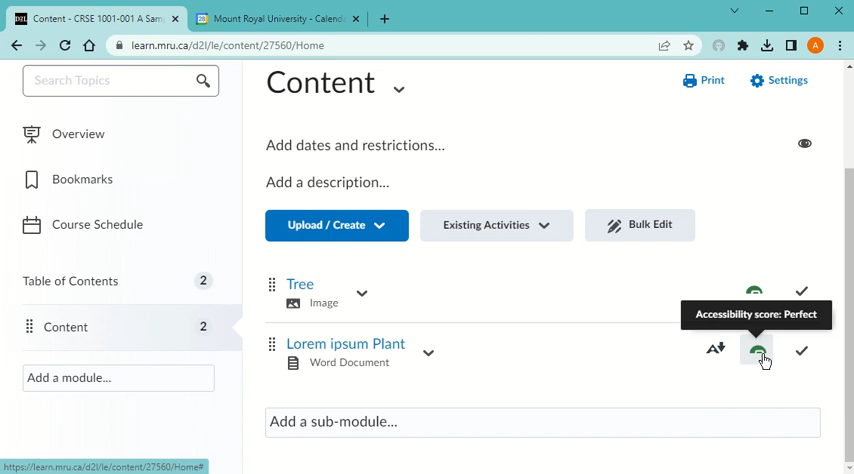 D2L Content - CRSE 1001-001 A Sam
28 Mount Royal University - Calend
learn.mru.ca/d2l/le/content/27560/Home
A
Search Topics
Content
Print
Settings
Overview
Bookmarks
Course Schedule
Table of Contents 2
Content 2
Add a module...
Add dates and restrictions...
Add a description...
Upload / Create
Existing Activities
Bulk Edit
Tree
Image
Accessibility score: Perfect
Lorem ipsum Plant
Word Document
A
Add a sub-module...
https://learn.mru.ca/d2l/le/content/27560/Home#